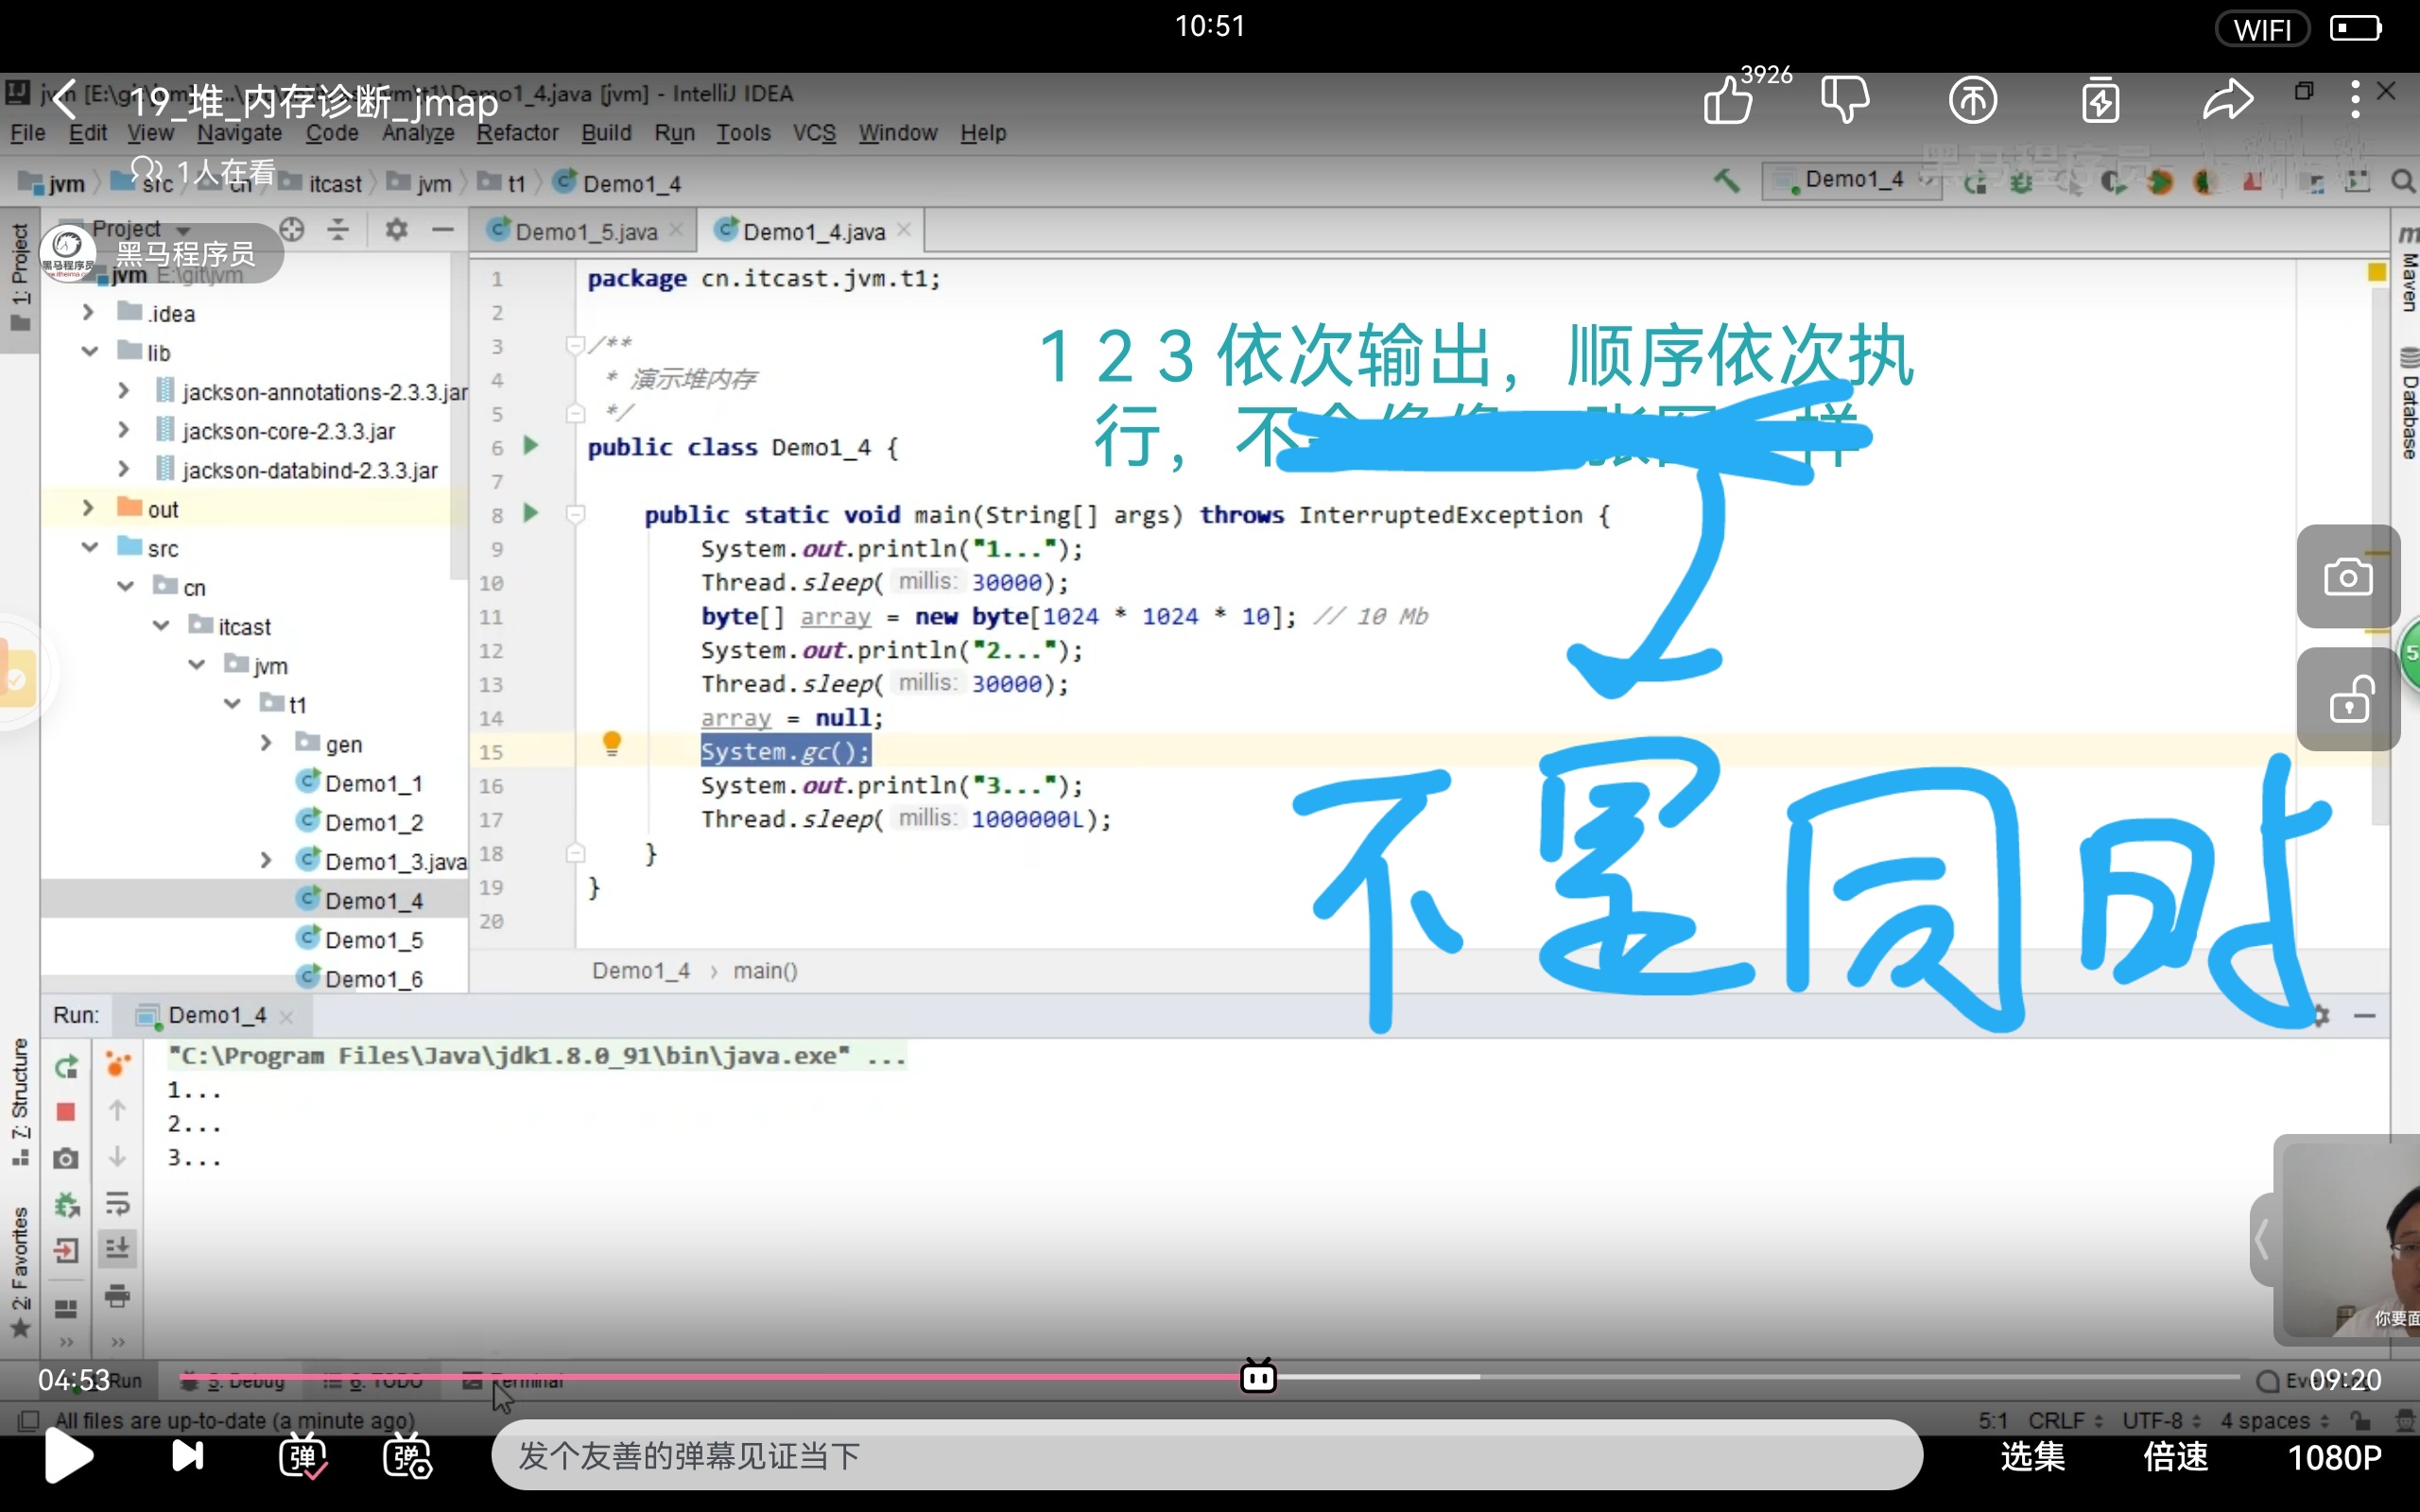 10:51
WIFI
19_堆_内存诊断_jmap
Demo1_4.java [jvm] - IntelliJ IDEA
3926
File Edit View Navigate Code Analyze Refactor Build Run Tools VCS Window Help
1人在看
jvm src cn itcast jvm t1 Demo1_4
Demo1_4
黑马程序员
1: Project
Project
黑马程序员
jvm E:\git\jvm
.idea
lib
jackson-annotations-2.3.3.jar
jackson-core-2.3.3.jar
jackson-databind-2.3.3.jar
out
src
cn
itcast
jvm
t1
gen
Demo1_1
Demo1_2
Demo1_3.java
Demo1_4
Demo1_5
Demo1_6
Demo1_5.java
Demo1_4.java
1 package cn.itcast.jvm.t1;
2
3 /**
4 * 演示堆内存
5 */
6 public class Demo1_4 {
7
8 public static void main(String[] args) throws InterruptedException {
9 System.out.println("1...");
10 Thread.sleep( millis: 30000);
11 byte[] array = new byte[1024 * 1024 * 10]; // 10 Mb
12 System.out.println("2...");
13 Thread.sleep( millis: 30000);
14 array = null;
15 System.gc();
16 System.out.println("3...");
17 Thread.sleep( millis: 1000000L);
18 }
19 }
20
1 2 3 依次输出，顺序依次执
行，不
样
不是同时
Maven
Database
Demo1_4 › main()
Run: Demo1_4
"C:\Program Files\Java\jdk1.8.0_91\bin\java.exe" ...
1...
2...
3...
7: Structure
2: Favorites
你要面
04:53
Run 5: Debug 6: TODO Terminal
09:20
All files are up-to-date (a minute ago)
5:1 CRLF UTF-8 4 spaces
弹 弹
发个友善的弹幕见证当下
选集 倍速 1080P